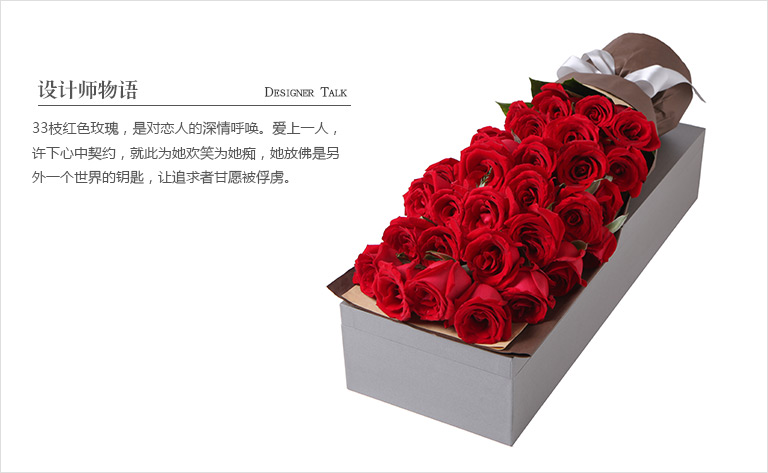 设计师物语 DESIGNER TALK
33枝红色玫瑰，是对恋人的深情呼唤。爱上一人，
许下心中契约，就此为她欢笑为她痴，她放佛是另
外一个世界的钥匙，让追求者甘愿被俘虏。